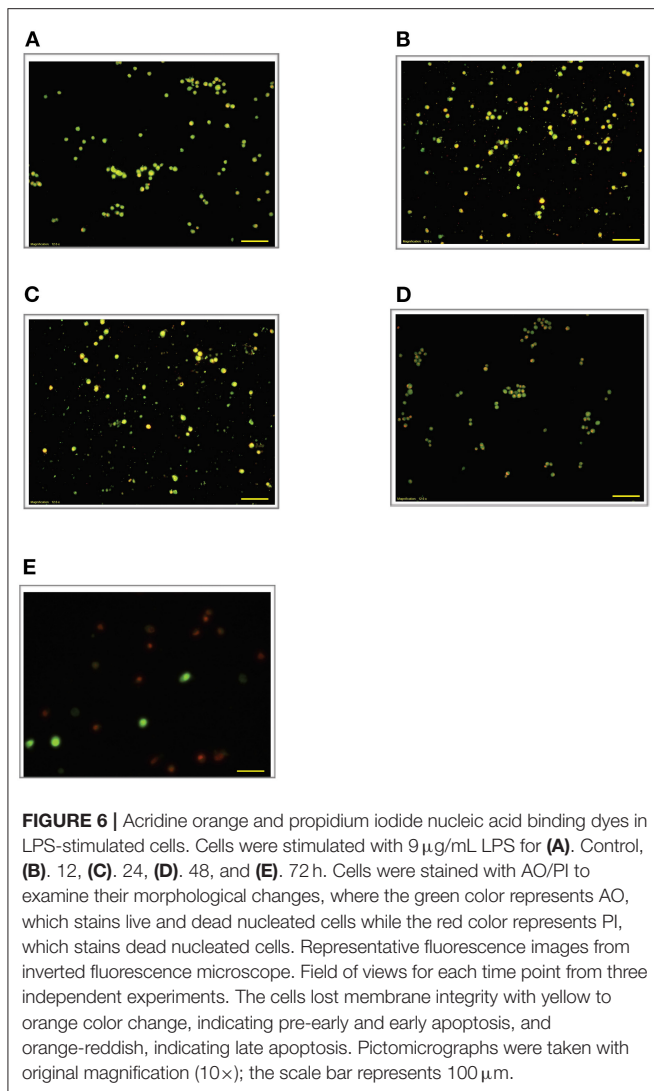 A
B
C
D
E
FIGURE 6 | Acridine orange and propidium iodide nucleic acid binding dyes in
LPS-stimulated cells. Cells were stimulated with 9 μg/mL LPS for (A). Control,
(B). 12, (C). 24, (D). 48, and (E). 72 h. Cells were stained with AO/PI to
examine their morphological changes, where the green color represents AO,
which stains live and dead nucleated cells while the red color represents PI,
which stains dead nucleated cells. Representative fluorescence images from
inverted fluorescence microscope. Field of views for each time point from three
independent experiments. The cells lost membrane integrity with yellow to
orange color change, indicating pre-early and early apoptosis, and
orange-reddish, indicating late apoptosis. Pictomicrographs were taken with
original magnification (10×); the scale bar represents 100 μm.